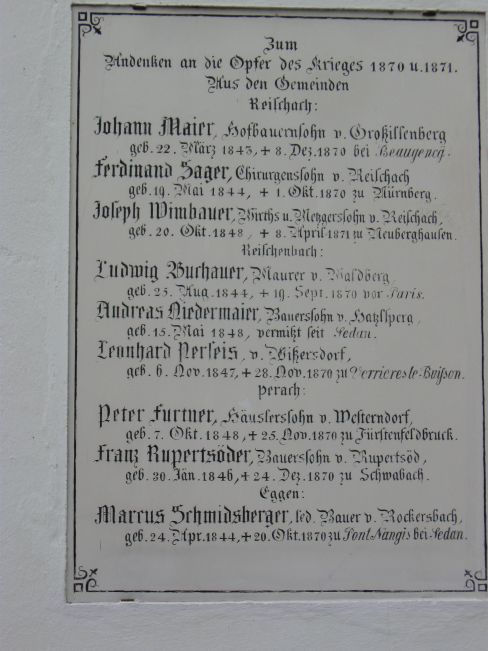 Zum
Andenken an die Opfer des Krieges 1870 u. 1871.
Aus den Gemeinden
Reischach:
Johann Maier, Hofbauernsohn v. Großillenberg
geb. 22. März 1843, + 8. Dez. 1870 bei Beaugencq.
Ferdinand Sager, Chirurgenssohn v. Reischach
geb. 19. Mai 1844, + 1. Okt. 1870 zu Nürnberg.
Joseph Wimbauer, Wirths u. Metzgerssohn v. Reischach,
geb. 20. Okt. 1848, + 8. April 1871 zu Neuberghausen.
Reischenbach:
Ludwig Buchauer, Maurer v. Waldberg,
geb. 25. Aug. 1844, + 19. Sept. 1870 vor Paris.
Andreas Niedermaier, Bauerssohn v. Hatzlsperg,
geb. 15. Mai 1848, vermißt seit Sedan.
Leonhard Perseis, v. Wißersdorf,
geb. 6. Nov. 1847, + 28. Nov. 1870 zu Verrierests-Buisson.
Perach:
Peter Furtner, Häuslerssohn v. Westerndorf,
geb. 7. Okt. 1848, + 25. Nov. 1870 zu Fürstenfeldbruck.
Franz Rupertsöder, Bauerssohn v. Rupertsöd,
geb. 30. Jän. 1846, + 24. Dez. 1870 zu Schwabach.
Eggen:
Marcus Schmidsberger, led. Bauer v. Rockersbach,
geb. 24. Apr. 1844, + 20. Okt. 1870 zu Pont-Nangis bei Sedan.